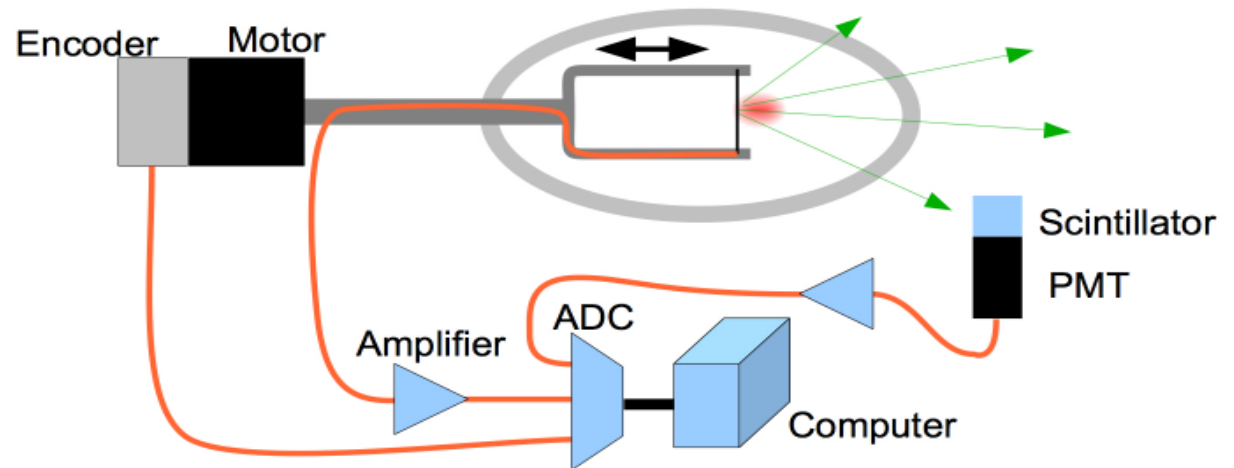 Encoder
Motor
Scintillator
PMT
ADC
Amplifier
Computer